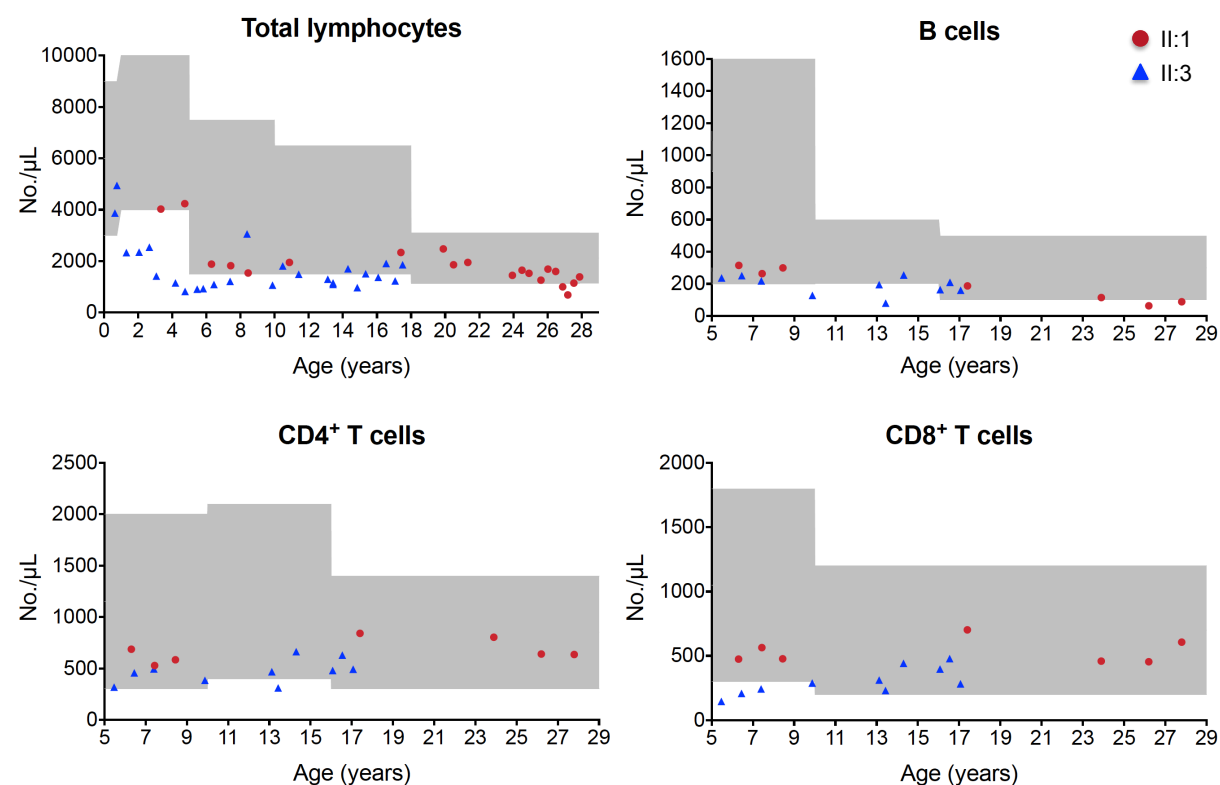 Total lymphocytes
10000
8000
6000
4000
2000
0
No./µL
0 2 4 6 8 10 12 14 16 18 20 22 24 26 28
Age (years)
B cells
II:1
II:3
1600
1400
1200
1000
800
600
400
200
0
No./µL
5 7 9 11 13 15 17 19 21 23 25 27 29
Age (years)
CD4⁺ T cells
2500
2000
1500
1000
500
0
No./µL
5 7 9 11 13 15 17 19 21 23 25 27 29
Age (years)
CD8⁺ T cells
2000
1500
1000
500
0
No./µL
5 7 9 11 13 15 17 19 21 23 25 27 29
Age (years)